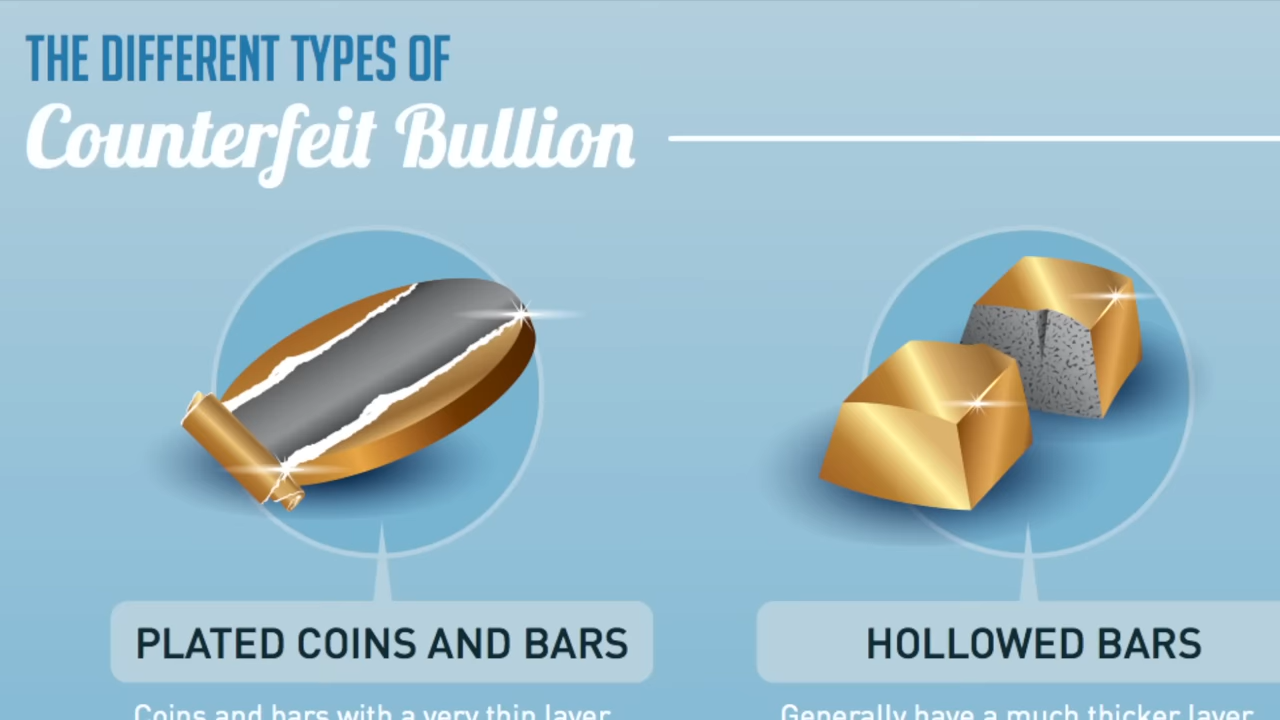 THE DIFFERENT TYPES OF
Counterfeit Bullion
PLATED COINS AND BARS
HOLLOWED BARS
Coins and bars with a very thin layer
Generally have a much thicker layer